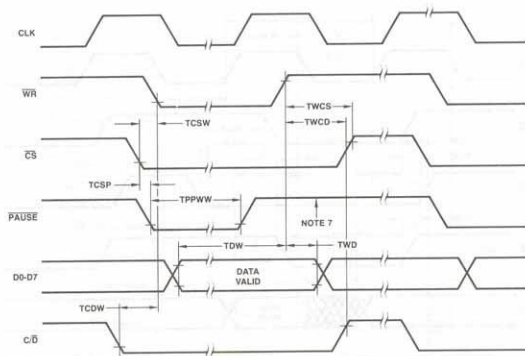 CLK
WR
TCSW
TWCS
TWCD
CS
TCSP
TPPWW
PAUSE
NOTE 7
TDW
TWD
D0-D7
DATA
VALID
TCDW
C/D